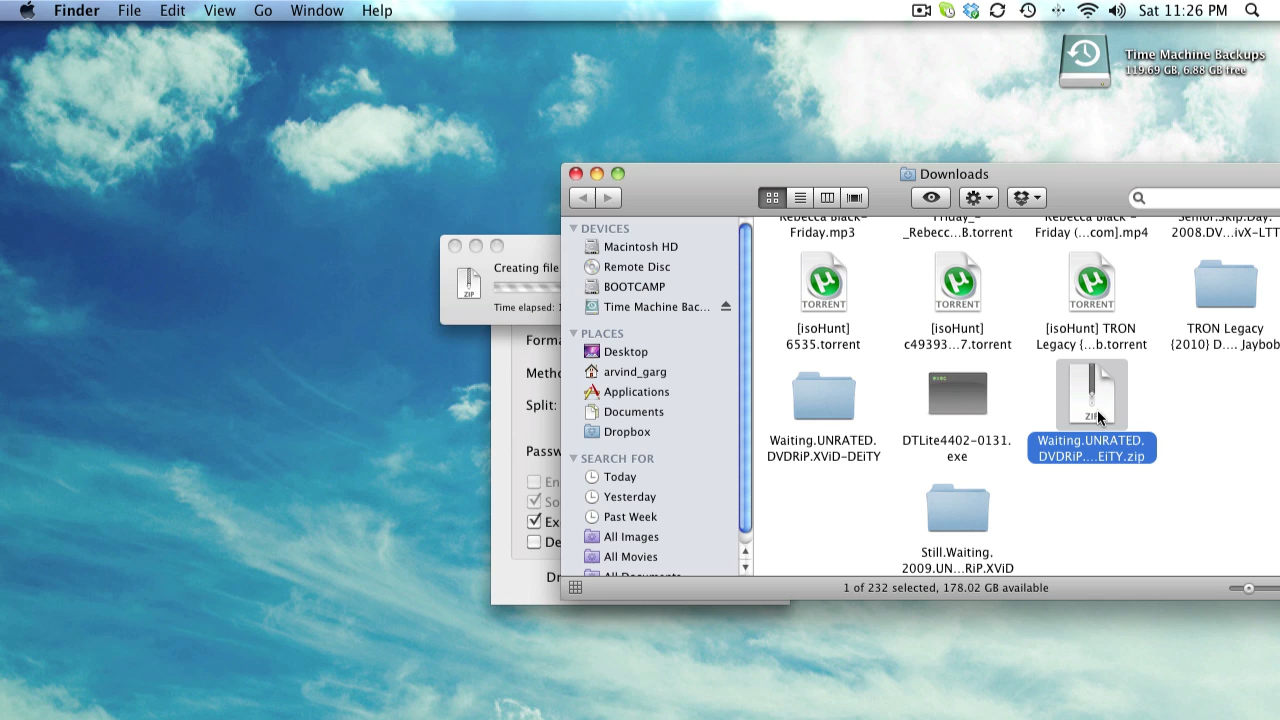 Finder File Edit View Go Window Help
Sat 11:26 PM
Time Machine Backups
119.69 GB, 6.88 GB free
Downloads
DEVICES
Macintosh HD
Remote Disc
BOOTCAMP
Time Machine Bac...
PLACES
Desktop
arvind_garg
Applications
Documents
Dropbox
SEARCH FOR
Today
Yesterday
Past Week
All Images
All Movies
All Documents
Rebecca Black-
Friday.mp3
Friday_-
_Rebecc...B.torrent
Rebecca Black -
Friday (...com].mp4
Senior.Skip.Day.
2008.DV...ivX-LTT
TORRENT
[isoHunt]
6535.torrent
TORRENT
[isoHunt]
c49393...7.torrent
TORRENT
[isoHunt] TRON
Legacy {...b.torrent
TRON Legacy
{2010} D.... Jaybob
Waiting.UNRATED.
DVDRiP.XViD-DEiTY
DTLite4402-0131.
exe
ZIP
Waiting.UNRATED.
DVDRiP....EiTY.zip
Still.Waiting.
2009.UN...RiP.XViD
1 of 232 selected, 178.02 GB available
ZIP
Creating file
Time elapsed:
Forma
Metho
Split:
Passw
En
So
Ex
De
Dr